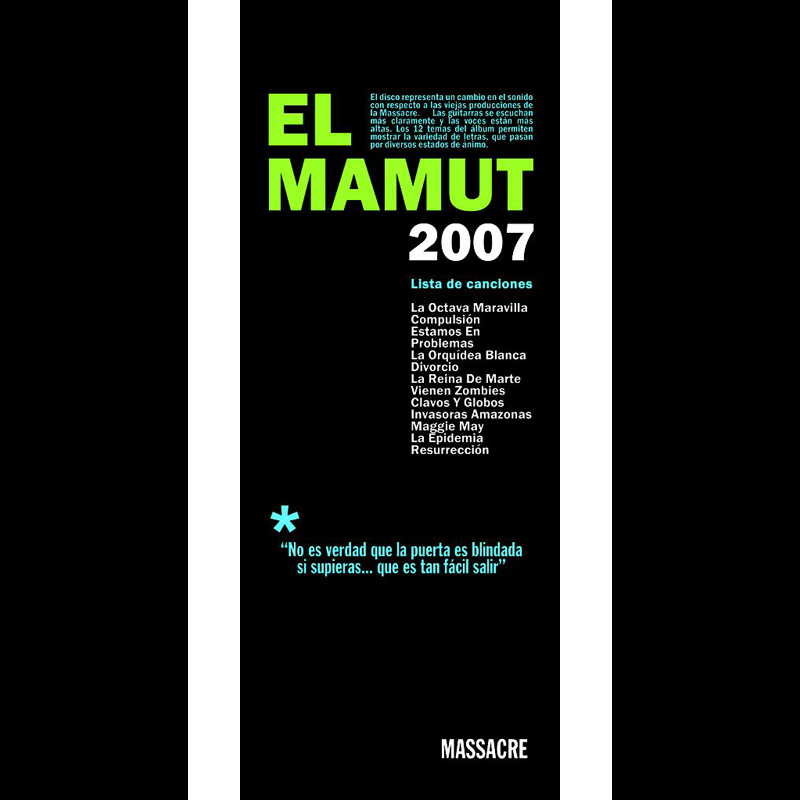 EL
MAMUT
El disco representa un cambio en el sonido
con respecto a las viejas producciones de
la Massacre. Las guitarras se escuchan
más claramente y las voces están más
altas. Los 12 temas del álbum permiten
mostrar la variedad de letras, que pasan
por diversos estados de ánimo.
2007
Lista de canciones
La Octava Maravilla
Compulsión
Estamos En
Problemas
La Orquídea Blanca
Divorcio
La Reina De Marte
Vienen Zombies
Clavos Y Globos
Invasoras Amazonas
Maggie May
La Epidemia
Resurrección
*
“No es verdad que la puerta es blindada
si supieras... que es tan fácil salir”
MASSACRE